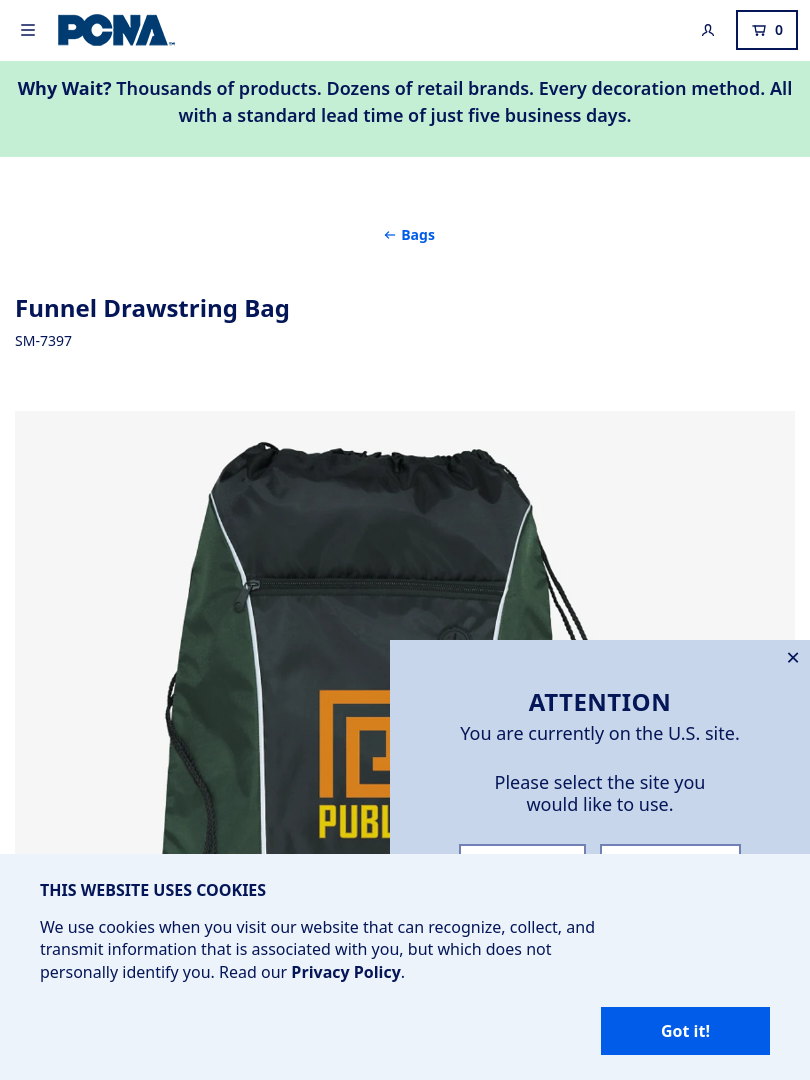 PCNA™
0
Why Wait? Thousands of products. Dozens of retail brands. Every decoration method. All
with a standard lead time of just five business days.
← Bags
Funnel Drawstring Bag
SM-7397
PUBL
ATTENTION
You are currently on the U.S. site.
Please select the site you
would like to use.
THIS WEBSITE USES COOKIES
We use cookies when you visit our website that can recognize, collect, and
transmit information that is associated with you, but which does not
personally identify you. Read our Privacy Policy.
Got it!